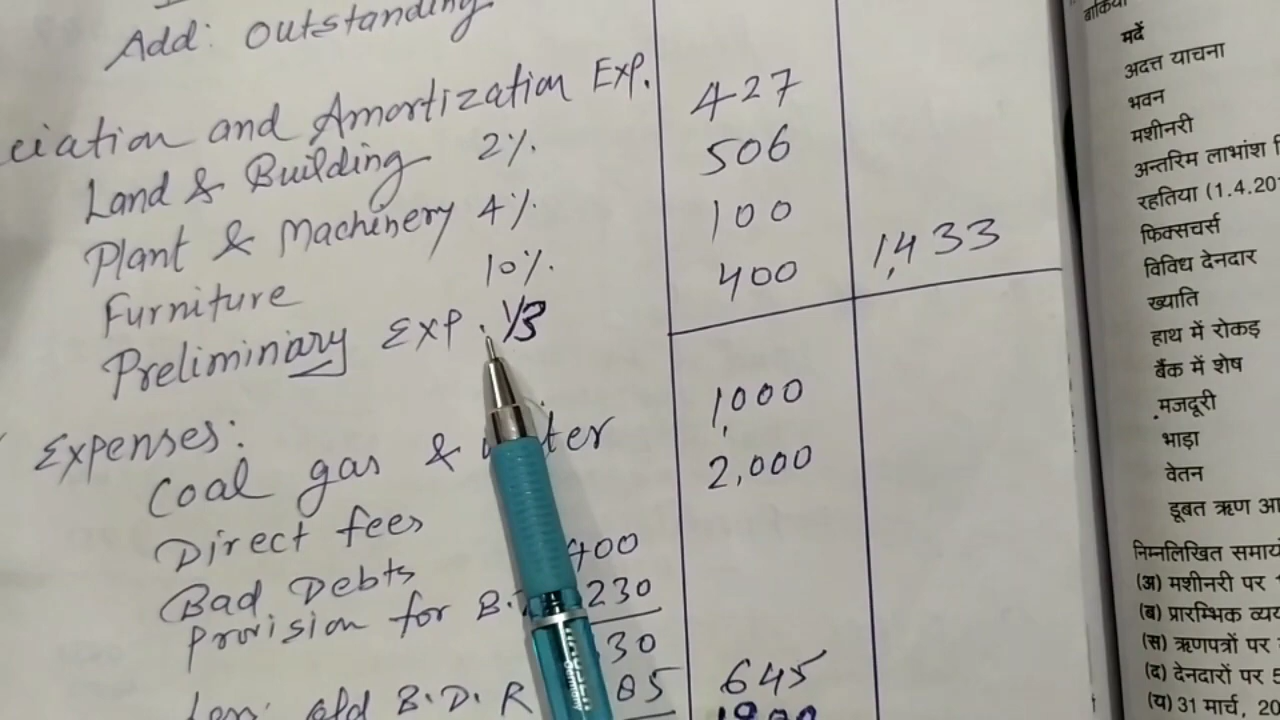 Add: Outstanding
ciation and Amortization Exp.
Land & Building 2% 427
Plant & Machinery 4% 506
Furniture 10% 100
Preliminary Exp. 1/3 400 1,433
Expenses:
Coal gas & 1,000
Direct fees 2,000
Bad Debts 400
Provision for 230
30
old B.D.R 85 645
मदें
अदत्त याचना
भवन
मशीनरी
अन्तरिम लाभांश
रहतिया (1.4.20
फिक्सचर्स
विविध देनदार
ख्याति
हाथ में रोकड़
बैंक में शेष
मजदूरी
भाड़ा
वेतन
डूबत ऋण
निम्नलिखित
(अ) मशीनरी पर
(ब) प्रारम्भिक
(स) ऋणपत्रों पर
(द) देनदारों पर 5
(य) 31 मार्च, 20